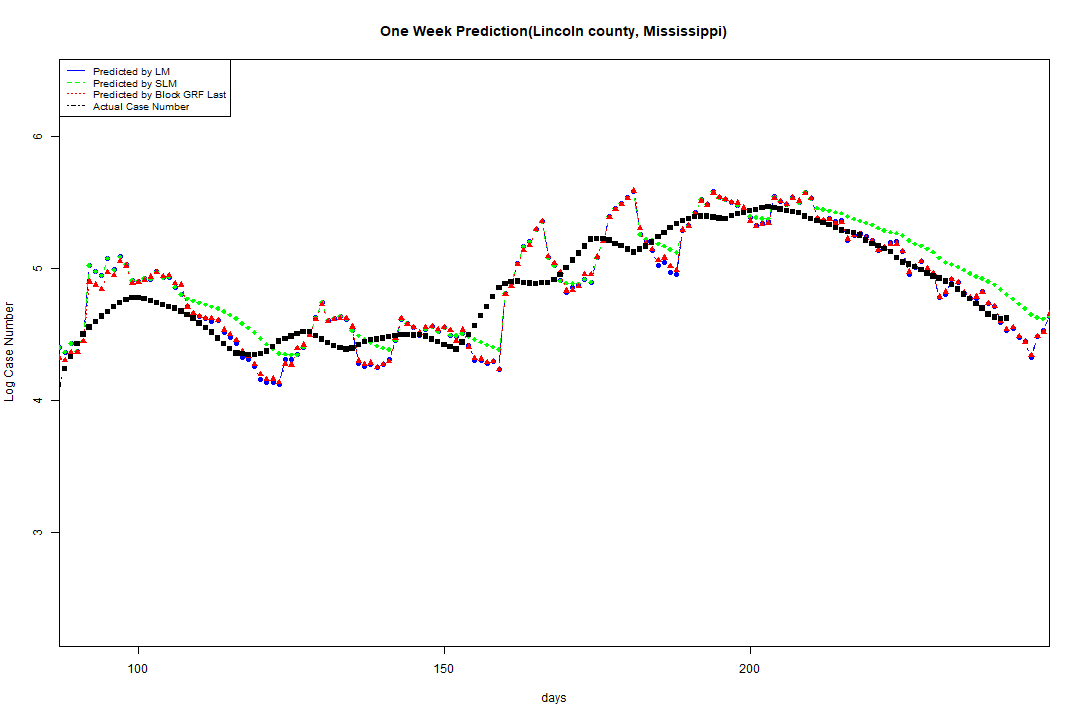 One Week Prediction(Lincoln county, Mississippi)
Predicted by LM
Predicted by SLM
Predicted by Block GRF Last
Actual Case Number
6
5
4
3
Log Case Number
100 150 200
days